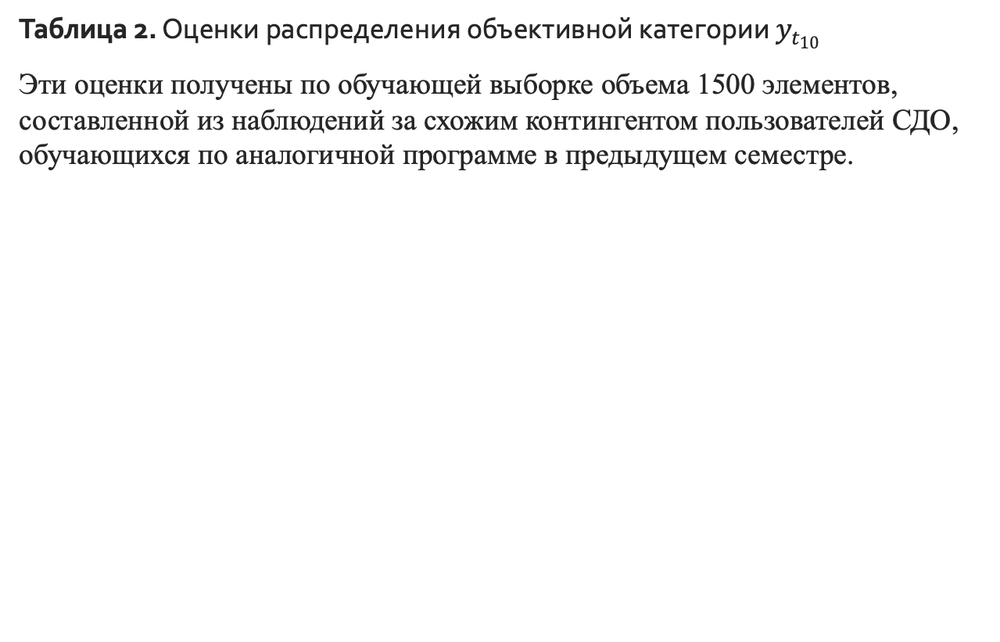 Таблица 2. Оценки распределения объективной категории y_{t_{10}}
Эти оценки получены по обучающей выборке объема 1500 элементов,
составленной из наблюдений за схожим контингентом пользователей СДО,
обучающихся по аналогичной программе в предыдущем семестре.